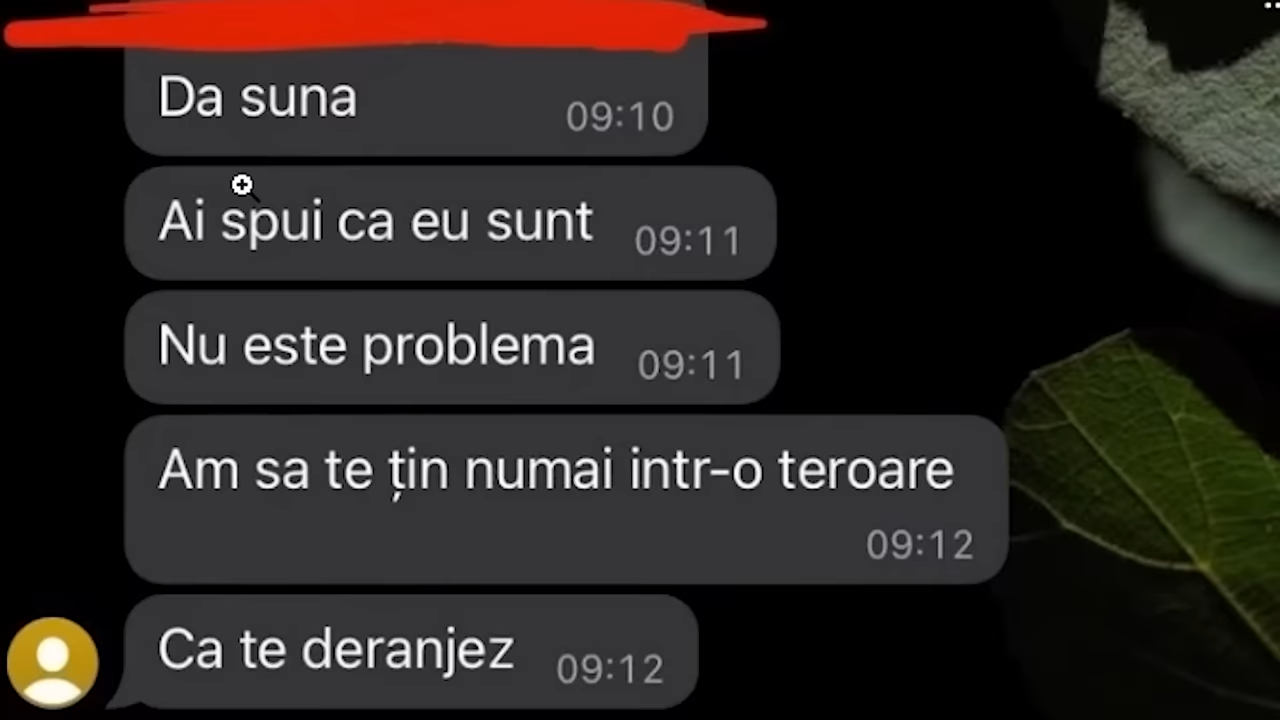 Da suna
09:10
Ai spui ca eu sunt
09:11
Nu este problema
09:11
Am sa te țin numai intr-o teroare
09:12
Ca te deranjez
09:12